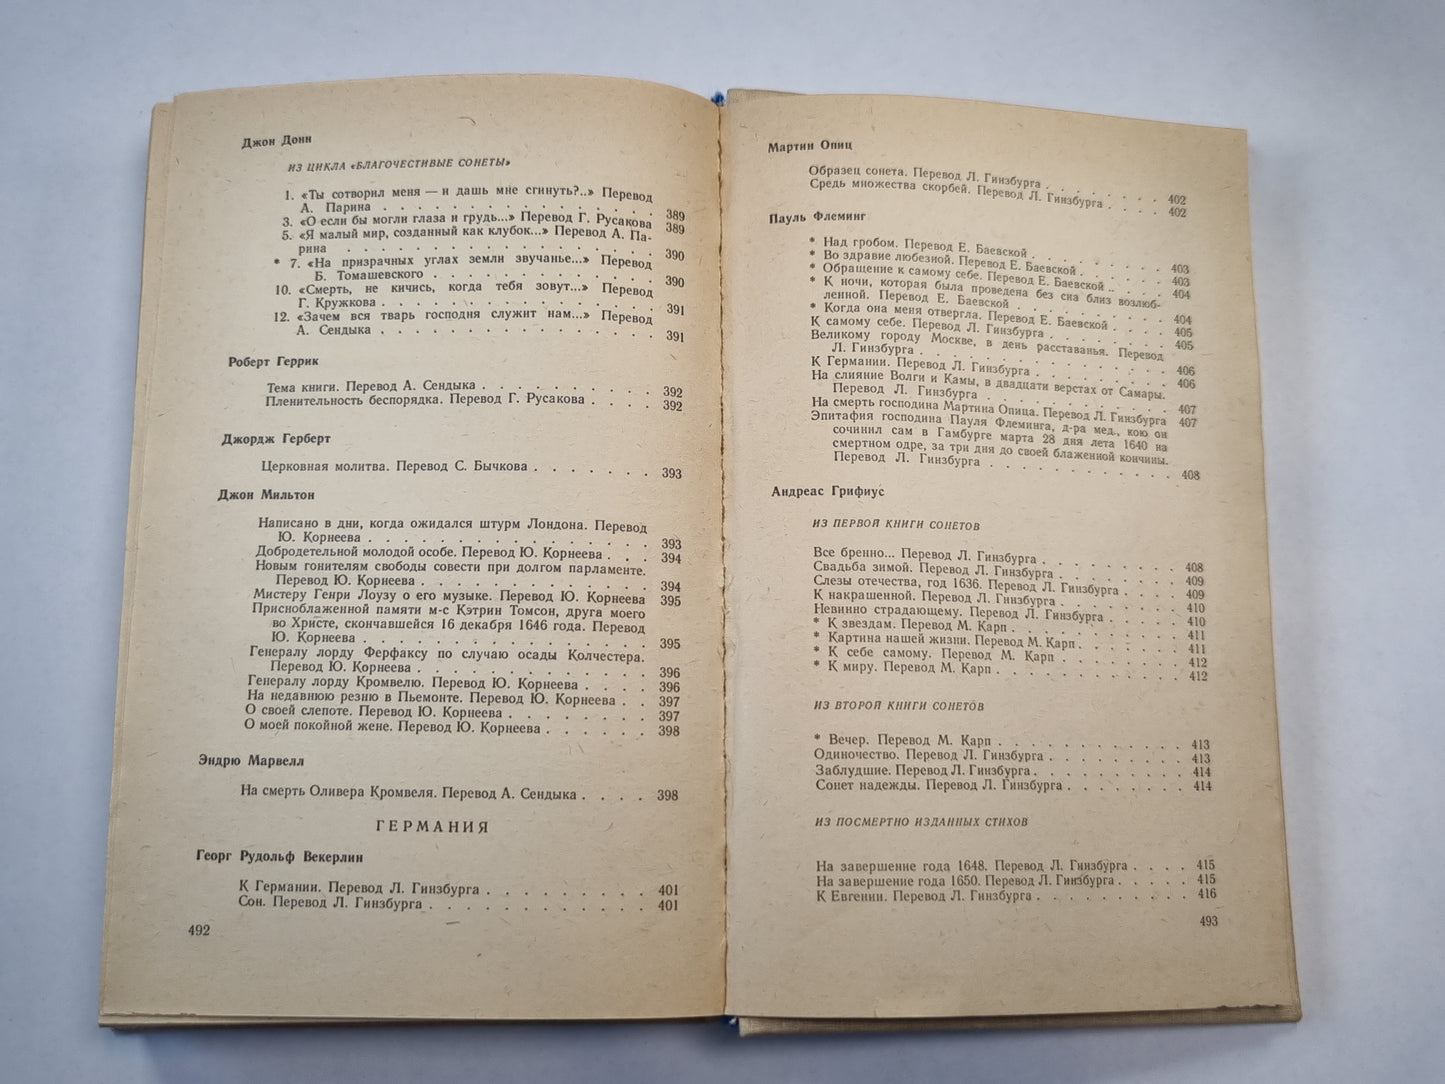 Джон Донн
ИЗ ЦИКЛА «БЛАГОЧЕСТИВЫЕ СОНЕТЫ»
1. «Ты сотворил меня — и дашь мне сгинуть?..» Перевод
А. Парина . . . . . . . . . . . . . 389
3. «О если бы могли глаза и грудь...» Перевод Г. Русакова 389
5. «Я малый мир, созданный как клубок...» Перевод А. Па-
рина . . . . . . . . . . . . . . . 390
* 7. «На призрачных углах земли звучанье...» Перевод
Б. Томашевского . . . . . . . . . . . 390
10. «Смерть, не кичись, когда тебя зовут...» Перевод
Г. Кружкова . . . . . . . . . . . . . 391
12. «Зачем вся тварь господня служит нам...» Перевод
А. Сендыка . . . . . . . . . . . . . 391
Роберт Геррик
Тема книги. Перевод А. Сендыка . . . . . . . . 392
Пленительность беспорядка. Перевод Г. Русакова . . . . 392
Джордж Герберт
Церковная молитва. Перевод С. Бычкова . . . . . . 393
Джон Мильтон
Написано в дни, когда ожидался штурм Лондона. Перевод
Ю. Корнеева . . . . . . . . . . . . . 393
Добродетельной молодой особе. Перевод Ю. Корнеева . . . 394
Новым гонителям свободы совести при долгом парламенте.
Перевод Ю. Корнеева . . . . . . . . . . . 394
Мистеру Генри Лоузу о его музыке. Перевод Ю. Корнеева 395
Приснобла­женной памяти м-с Кэтрин Томсон, друга моего
во Христе, скончавшейся 16 декабря 1646 года. Перевод
Ю. Корнеева . . . . . . . . . . . . . 395
Генералу лорду Ферфаксу по случаю осады Колчестера.
Перевод Ю. Корнеева . . . . . . . . . . . 396
Генералу лорду Кромвелю. Перевод Ю. Корнеева . . . . 396
На недавнюю резню в Пьемонте. Перевод Ю. Корнеева . . 397
О своей слепоте. Перевод Ю. Корнеева . . . . . . . 397
О моей покойной жене. Перевод Ю. Корнеева . . . . . . 398
Эндрю Марвелл
На смерть Оливера Кромвеля. Перевод А. Сендыка . . . . 398
ГЕРМАНИЯ
Георг Рудольф Векерлин
К Германии. Перевод Л. Гинзбурга . . . . . . . . 401
Сон. Перевод Л. Гинзбурга . . . . . . . . . . . 401
492
Мартин Опиц
Образец сонета. Перевод Л. Гинзбурга . . . . . . . 402
Средь множества скорбей. Перевод Л. Гинзбурга . . . . 402
Пауль Флеминг
* Над гробом. Перевод Е. Баевской . . . . . . . . 403
* Во здравие любезной. Перевод Е. Баевской . . . . . . 403
* Обращение к самому себе. Перевод Е. Баевской . . . . . 404
* К ночи, которая была проведена без сна близ возлюб-
ленной. Перевод Е. Баевской . . . . . . . . . 404
* Когда она меня отвергла. Перевод Е. Баевской . . . . 405
К самому себе. Перевод Л. Гинзбурга . . . . . . . 405
Великому городу Москве, в день расставанья. Перевод
Л. Гинзбурга . . . . . . . . . . . . . 406
К Германии. Перевод Л. Гинзбурга . . . . . . . . 406
На слияние Волги и Камы, в двадцати верстах от Самары.
Перевод Л. Гинзбурга . . . . . . . . . . . 407
На смерть господина Мартина Опица. Перевод Л. Гинзбурга 407
Эпитафия господина Пауля Флеминга, д-ра мед., кою он
сочинил сам в Гамбурге марта 28 дня лета 1640 на
смертном одре, за три дня до своей блаженной кончины.
Перевод Л. Гинзбурга . . . . . . . . . . . 408
Андреас Грифиус
ИЗ ПЕРВОЙ КНИГИ СОНЕТОВ
Все бренно... Перевод Л. Гинзбурга . . . . . . . . 408
Свадьба зимой. Перевод Л. Гинзбурга . . . . . . . 409
Слезы отечества, год 1636. Перевод Л. Гинзбурга . . . . 409
К накрашенной. Перевод Л. Гинзбурга . . . . . . . 410
Невинно страдающему. Перевод Л. Гинзбурга . . . . . 410
* К звездам. Перевод М. Карп . . . . . . . . . . 411
* Картина нашей жизни. Перевод М. Карп . . . . . . 411
* К себе самому. Перевод М. Карп . . . . . . . . 412
* К миру. Перевод М. Карп . . . . . . . . . . 412
ИЗ ВТОРОЙ КНИГИ СОНЕТОВ
* Вечер. Перевод М. Карп . . . . . . . . . . . 413
Одиночество. Перевод Л. Гинзбурга . . . . . . . . 413
Заблудшие. Перевод Л. Гинзбурга . . . . . . . . . 414
Сонет надежды. Перевод Л. Гинзбурга . . . . . . . 414
ИЗ ПОСМЕРТНО ИЗДАННЫХ СТИХОВ
На завершение года 1648. Перевод Л. Гинзбурга . . . . 415
На завершение года 1650. Перевод Л. Гинзбурга . . . . . 415
К Евгении. Перевод Л. Гинзбурга . . . . . . . . . 416
493